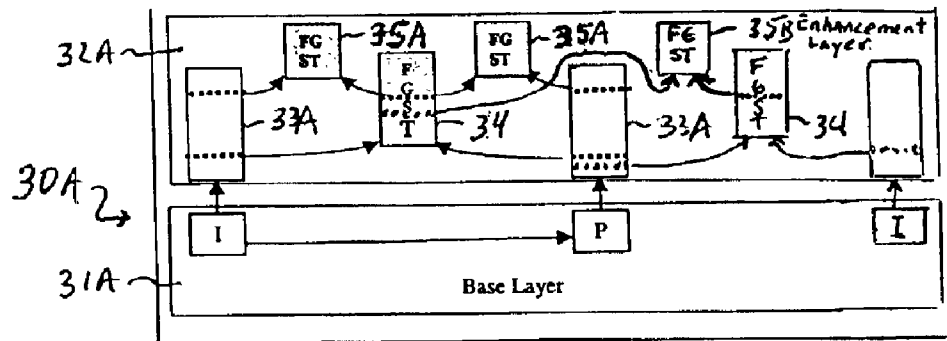 32A
FG
ST
35A
FG
ST
35A
FG
ST
35B Enhancement
Layer
33A
F
G
S
T
34
33A
F
G
S
T
34
30A
I
P
I
31A
Base Layer